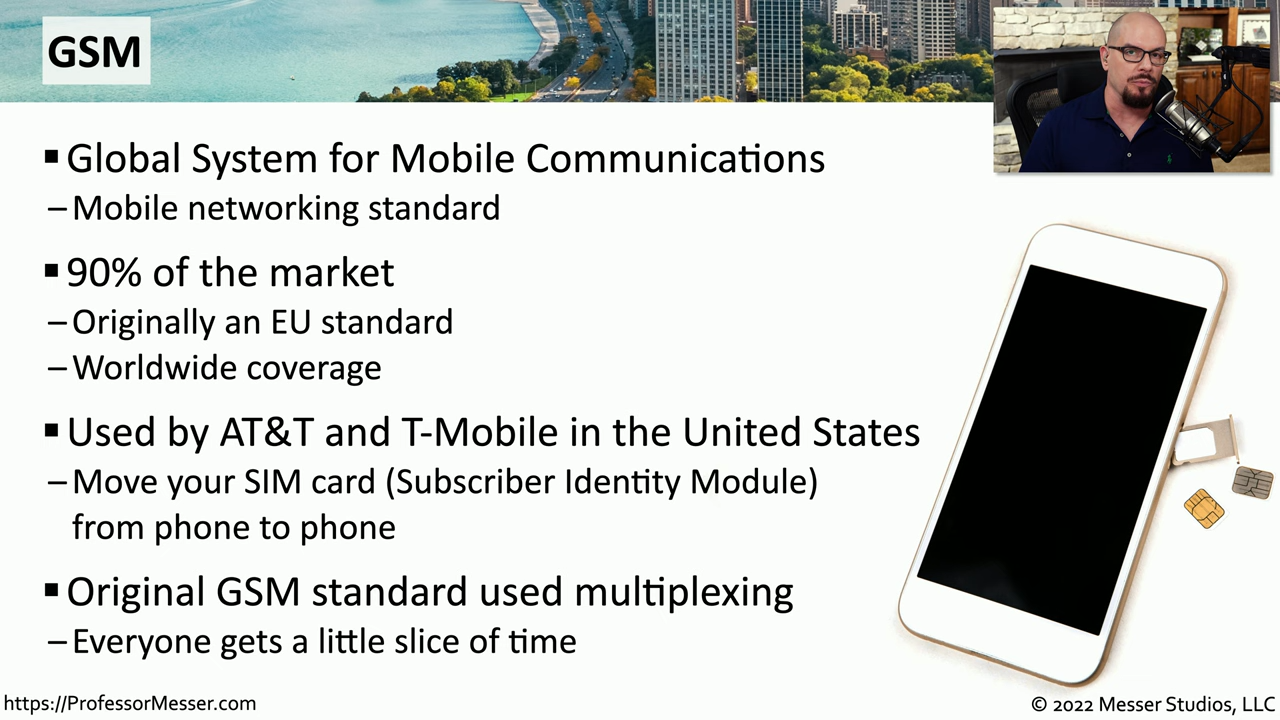 GSM
▪ Global System for Mobile Communications
– Mobile networking standard
▪ 90% of the market
– Originally an EU standard
– Worldwide coverage
▪ Used by AT&T and T-Mobile in the United States
– Move your SIM card (Subscriber Identity Module)
from phone to phone
▪ Original GSM standard used multiplexing
– Everyone gets a little slice of time
https://ProfessorMesser.com
© 2022 Messer Studios, LLC